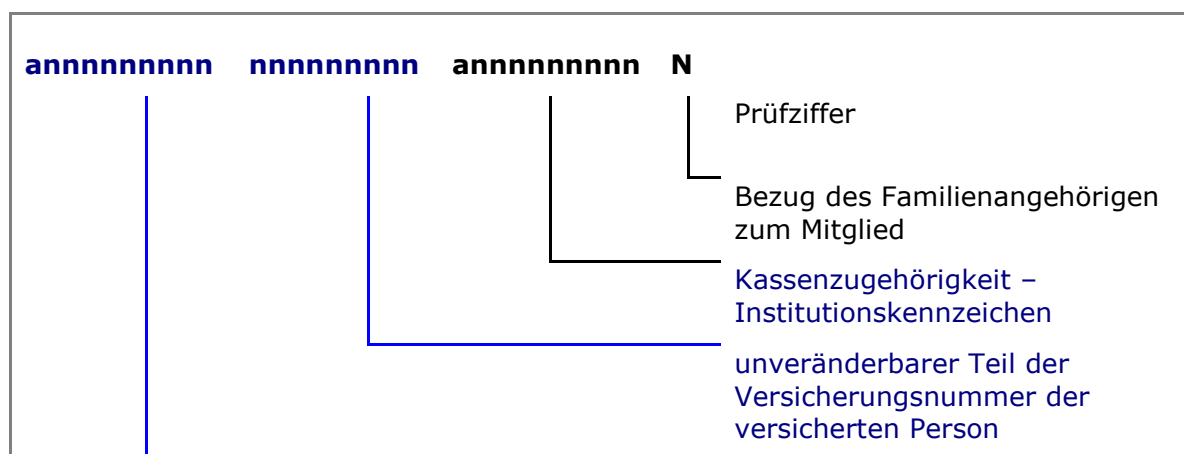 annnnnnnnn nnnnnnnnn annnnnnnnn N
Prüfziffer
Bezug des Familienangehörigen
zum Mitglied
Kassenzugehörigkeit –
Institutionskennzeichen
unveränderbarer Teil der
Versicherungsnummer der
versicherten Person